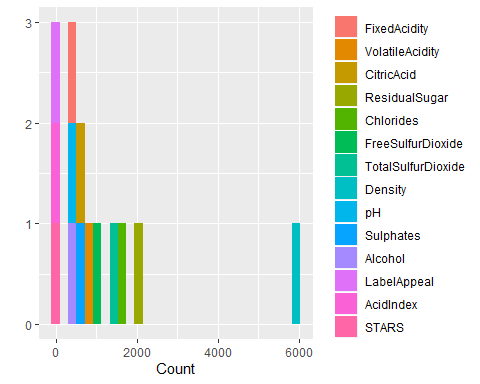 3
2
1
0
0
2000
4000
6000
Count
FixedAcidity
VolatileAcidity
CitricAcid
ResidualSugar
Chlorides
FreeSulfurDioxide
TotalSulfurDioxide
Density
pH
Sulphates
Alcohol
LabelAppeal
AcidIndex
STARS